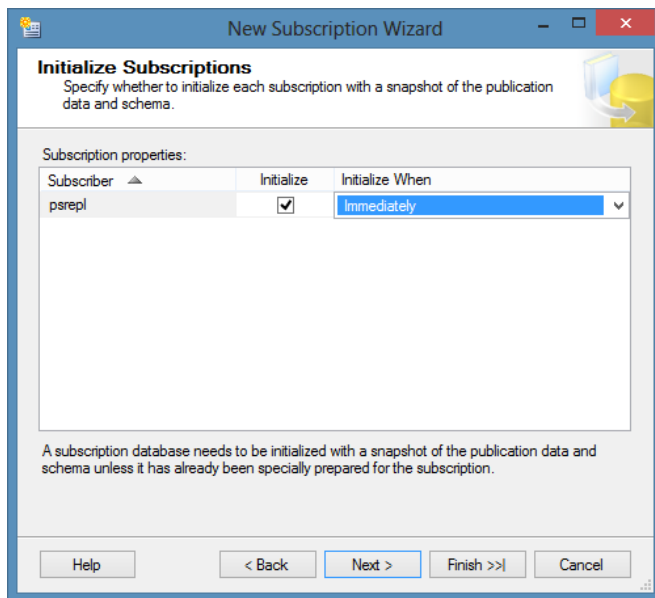 New Subscription Wizard
Initialize Subscriptions
Specify whether to initialize each subscription with a snapshot of the publication
data and schema.
Subscription properties:
Subscriber Initialize Initialize When
psrepl Immediately
A subscription database needs to be initialized with a snapshot of the publication data and
schema unless it has already been specially prepared for the subscription.
Help < Back Next > Finish >>| Cancel